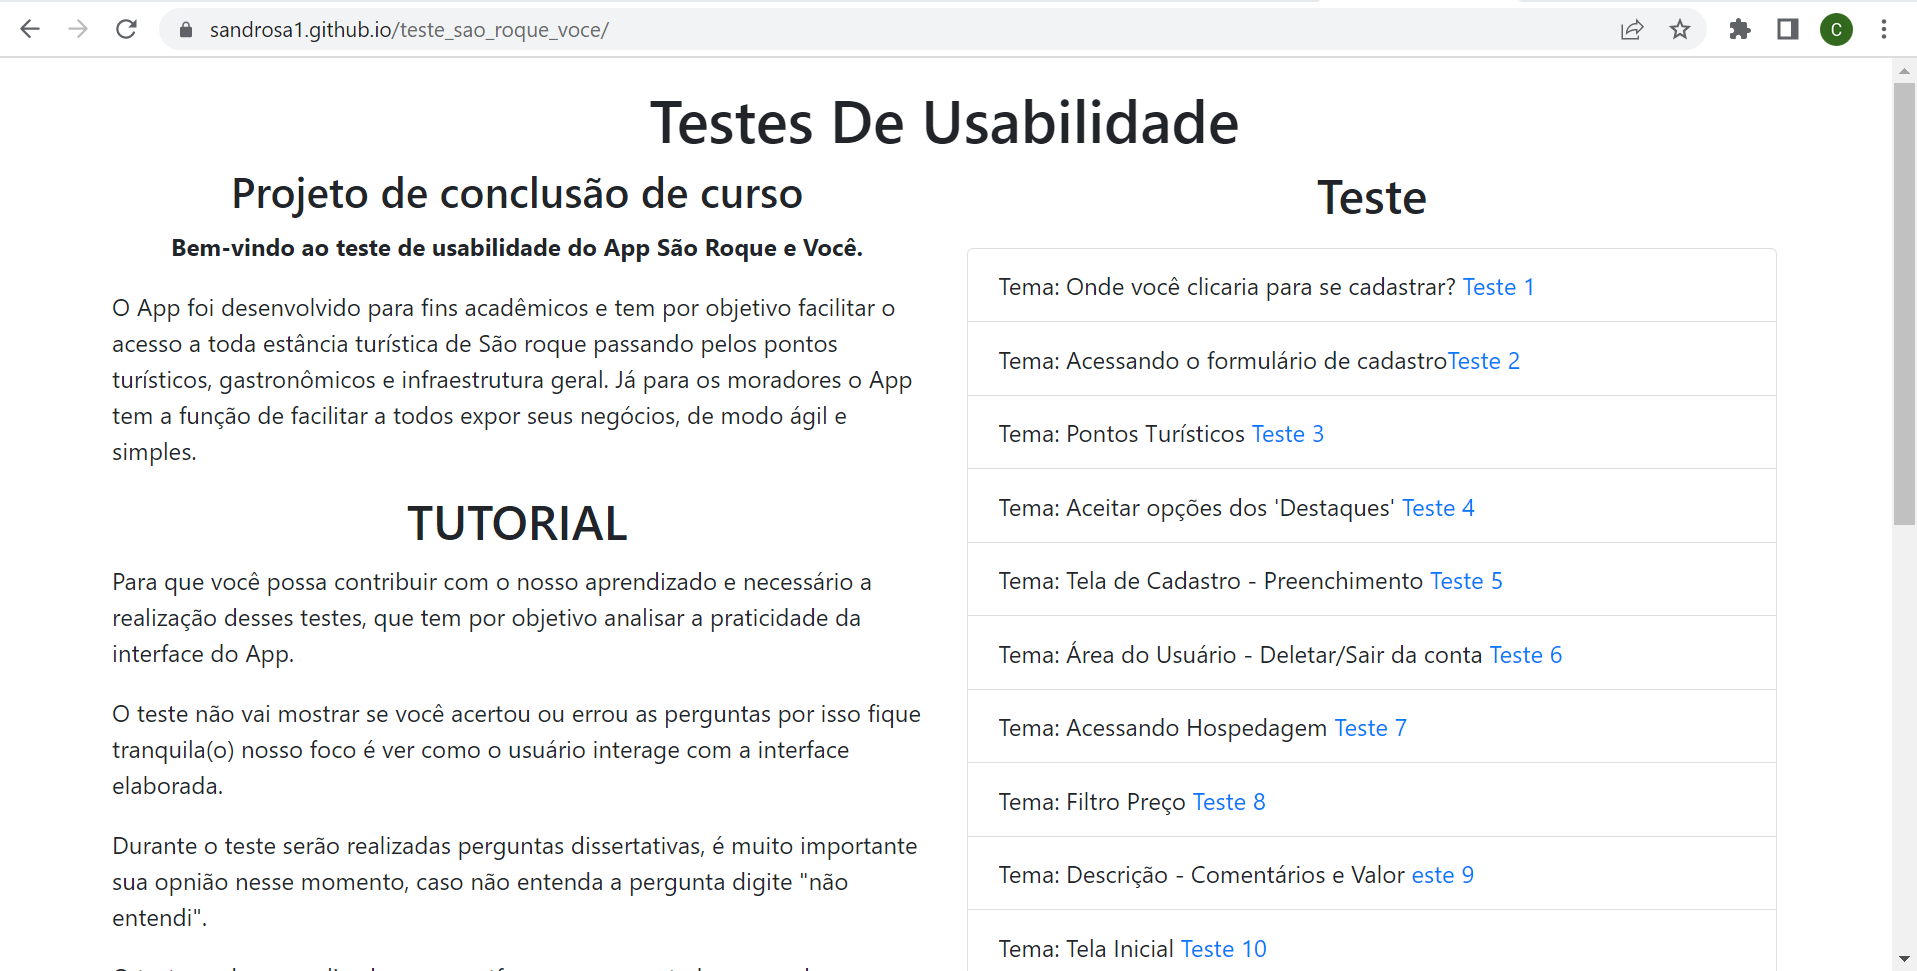 sandrosa1.github.io/teste_sao_roque_voce/
C
Testes De Usabilidade
Projeto de conclusão de curso
Bem-vindo ao teste de usabilidade do App São Roque e Você.
O App foi desenvolvido para fins acadêmicos e tem por objetivo facilitar o
acesso a toda estância turística de São roque passando pelos pontos
turísticos, gastronômicos e infraestrutura geral. Já para os moradores o App
tem a função de facilitar a todos expor seus negócios, de modo ágil e
simples.
TUTORIAL
Para que você possa contribuir com o nosso aprendizado e necessário a
realização desses testes, que tem por objetivo analisar a praticidade da
interface do App.
O teste não vai mostrar se você acertou ou errou as perguntas por isso fique
tranquila(o) nosso foco é ver como o usuário interage com a interface
elaborada.
Durante o teste serão realizadas perguntas dissertativas, é muito importante
sua opnião nesse momento, caso não entenda a pergunta digite "não
entendi".
Teste
Tema: Onde você clicaria para se cadastrar? Teste 1
Tema: Acessando o formulário de cadastroTeste 2
Tema: Pontos Turísticos Teste 3
Tema: Aceitar opções dos 'Destaques' Teste 4
Tema: Tela de Cadastro - Preenchimento Teste 5
Tema: Área do Usuário - Deletar/Sair da conta Teste 6
Tema: Acessando Hospedagem Teste 7
Tema: Filtro Preço Teste 8
Tema: Descrição - Comentários e Valor este 9
Tema: Tela Inicial Teste 10